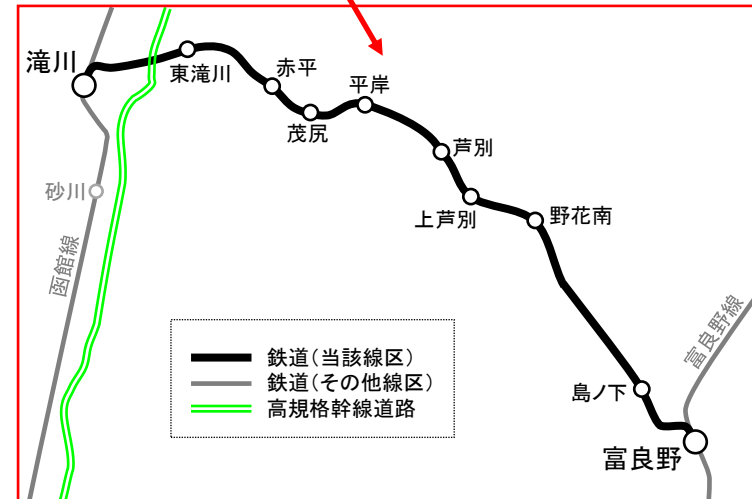 滝川
東滝川
赤平
茂尻
平岸
芦別
上芦別
野花南
砂川
函館線
富良野線
島ノ下
富良野
鉄道(当該線区)
鉄道(その他線区)
高規格幹線道路